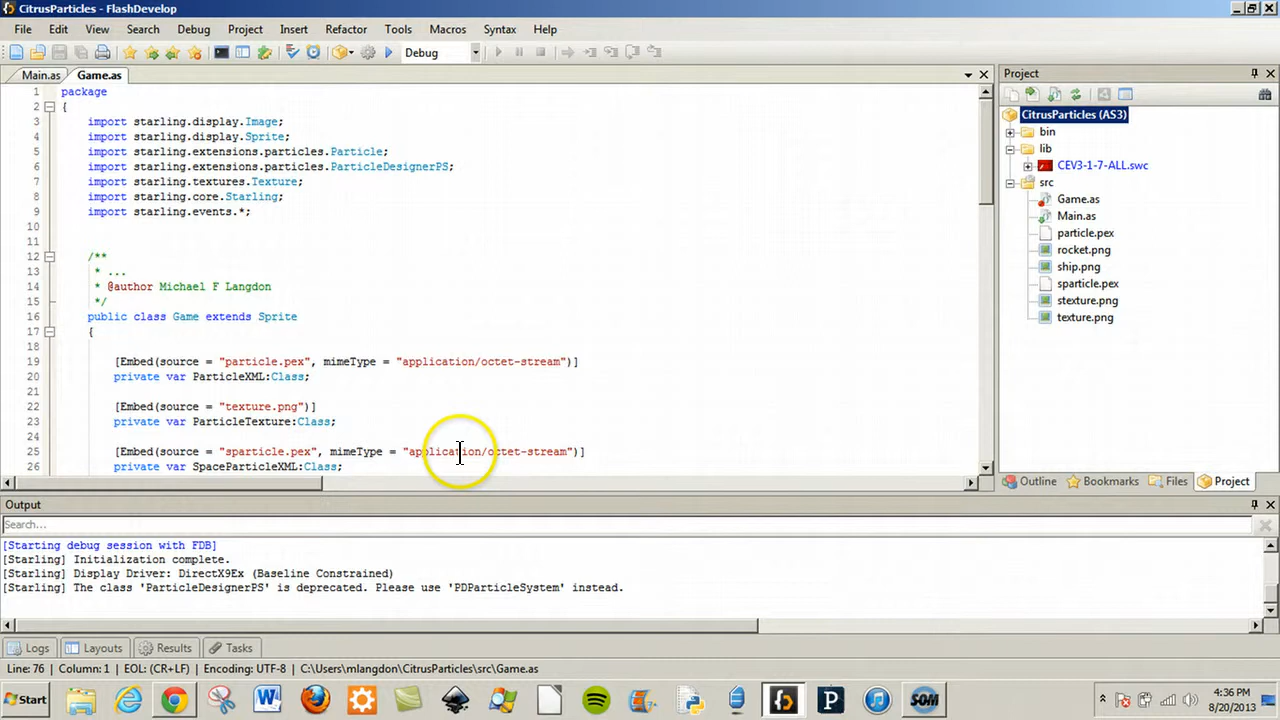 CitrusParticles - FlashDevelop
File Edit View Search Debug Project Insert Refactor Tools Macros Syntax Help
Debug
Main.as Game.as
1 package
2 {
3 import starling.display.Image;
4 import starling.display.Sprite;
5 import starling.extensions.particles.Particle;
6 import starling.extensions.particles.ParticleDesignerPS;
7 import starling.textures.Texture;
8 import starling.core.Starling;
9 import starling.events.*;
10
11
12 /**
13 * ...
14 * @author Michael F Langdon
15 */
16 public class Game extends Sprite
17 {
18
19 [Embed(source = "particle.pex", mimeType = "application/octet-stream")]
20 private var ParticleXML:Class;
21
22 [Embed(source = "texture.png")]
23 private var ParticleTexture:Class;
24
25 [Embed(source = "sparticle.pex", mimeType = "application/octet-stream")]
26 private var SpaceParticleXML:Class;
Project
CitrusParticles (AS3)
bin
lib
CEV3-1-7-ALL.swc
src
Game.as
Main.as
particle.pex
rocket.png
ship.png
sparticle.pex
stexture.png
texture.png
Outline Bookmarks Files Project
Output
Search...
[Starting debug session with FDB]
[Starling] Initialization complete.
[Starling] Display Driver: DirectX9Ex (Baseline Constrained)
[Starling] The class 'ParticleDesignerPS' is deprecated. Please use 'PDParticleSystem' instead.
Logs Layouts Results Tasks
Line: 76 Column: 1 EOL: (CR+LF) Encoding: UTF-8 C:\Users\mlangdon\CitrusParticles\src\Game.as
Start
W
P
SOM
4:36 PM
8/20/2013